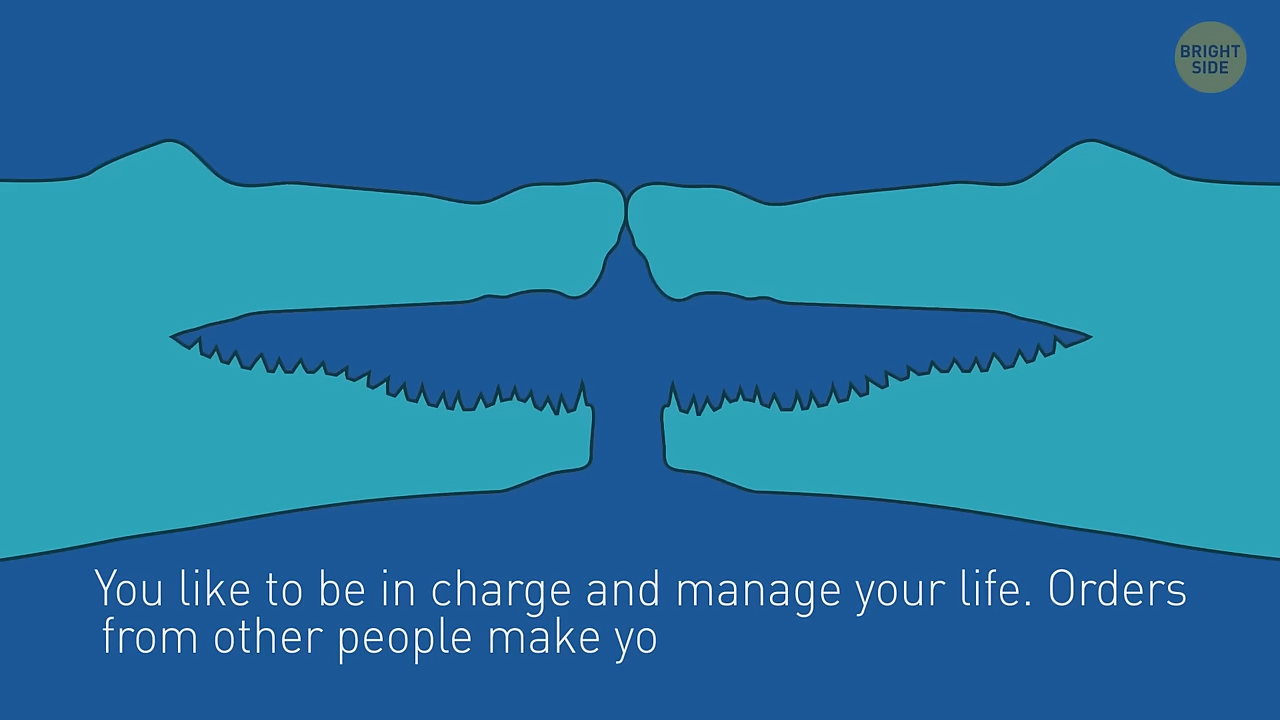 BRIGHT
SIDE
You like to be in charge and manage your life. Orders
from other people make yo